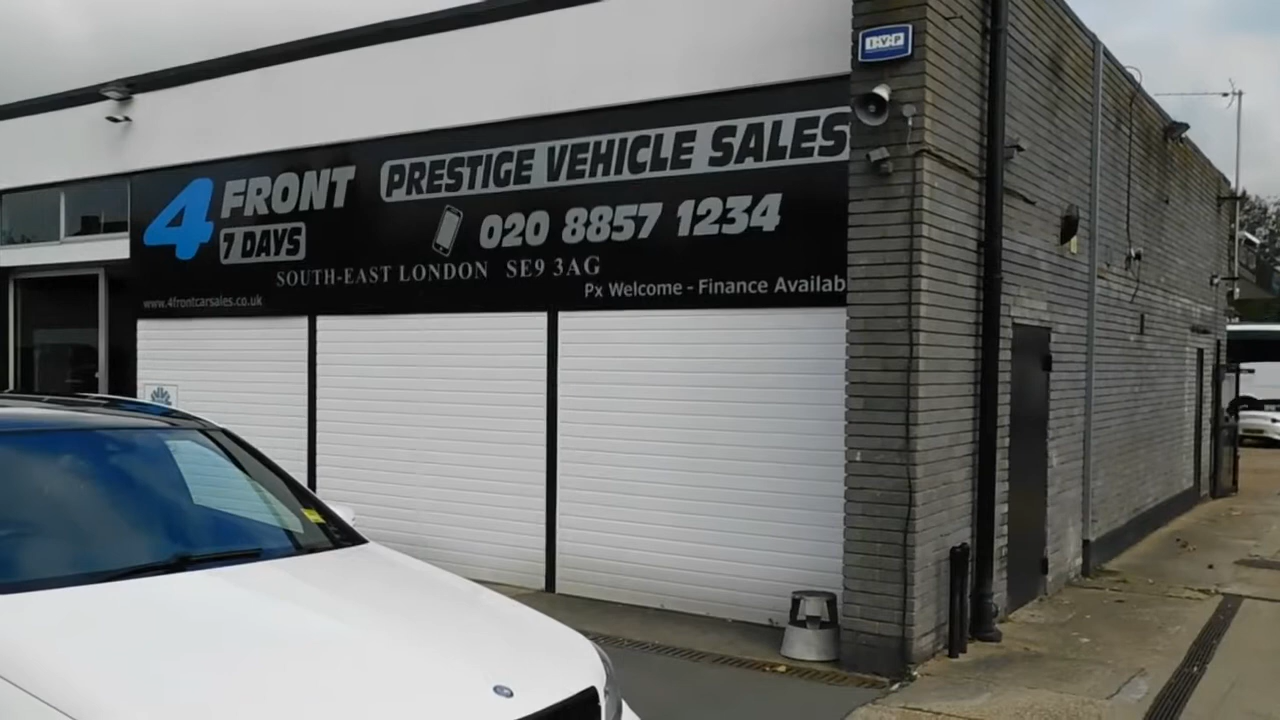 BYP
4 FRONT PRESTIGE VEHICLE SALES
7 DAYS 020 8857 1234
SOUTH-EAST LONDON SE9 3AG
www.4frontcarsales.co.uk Px Welcome - Finance Availab